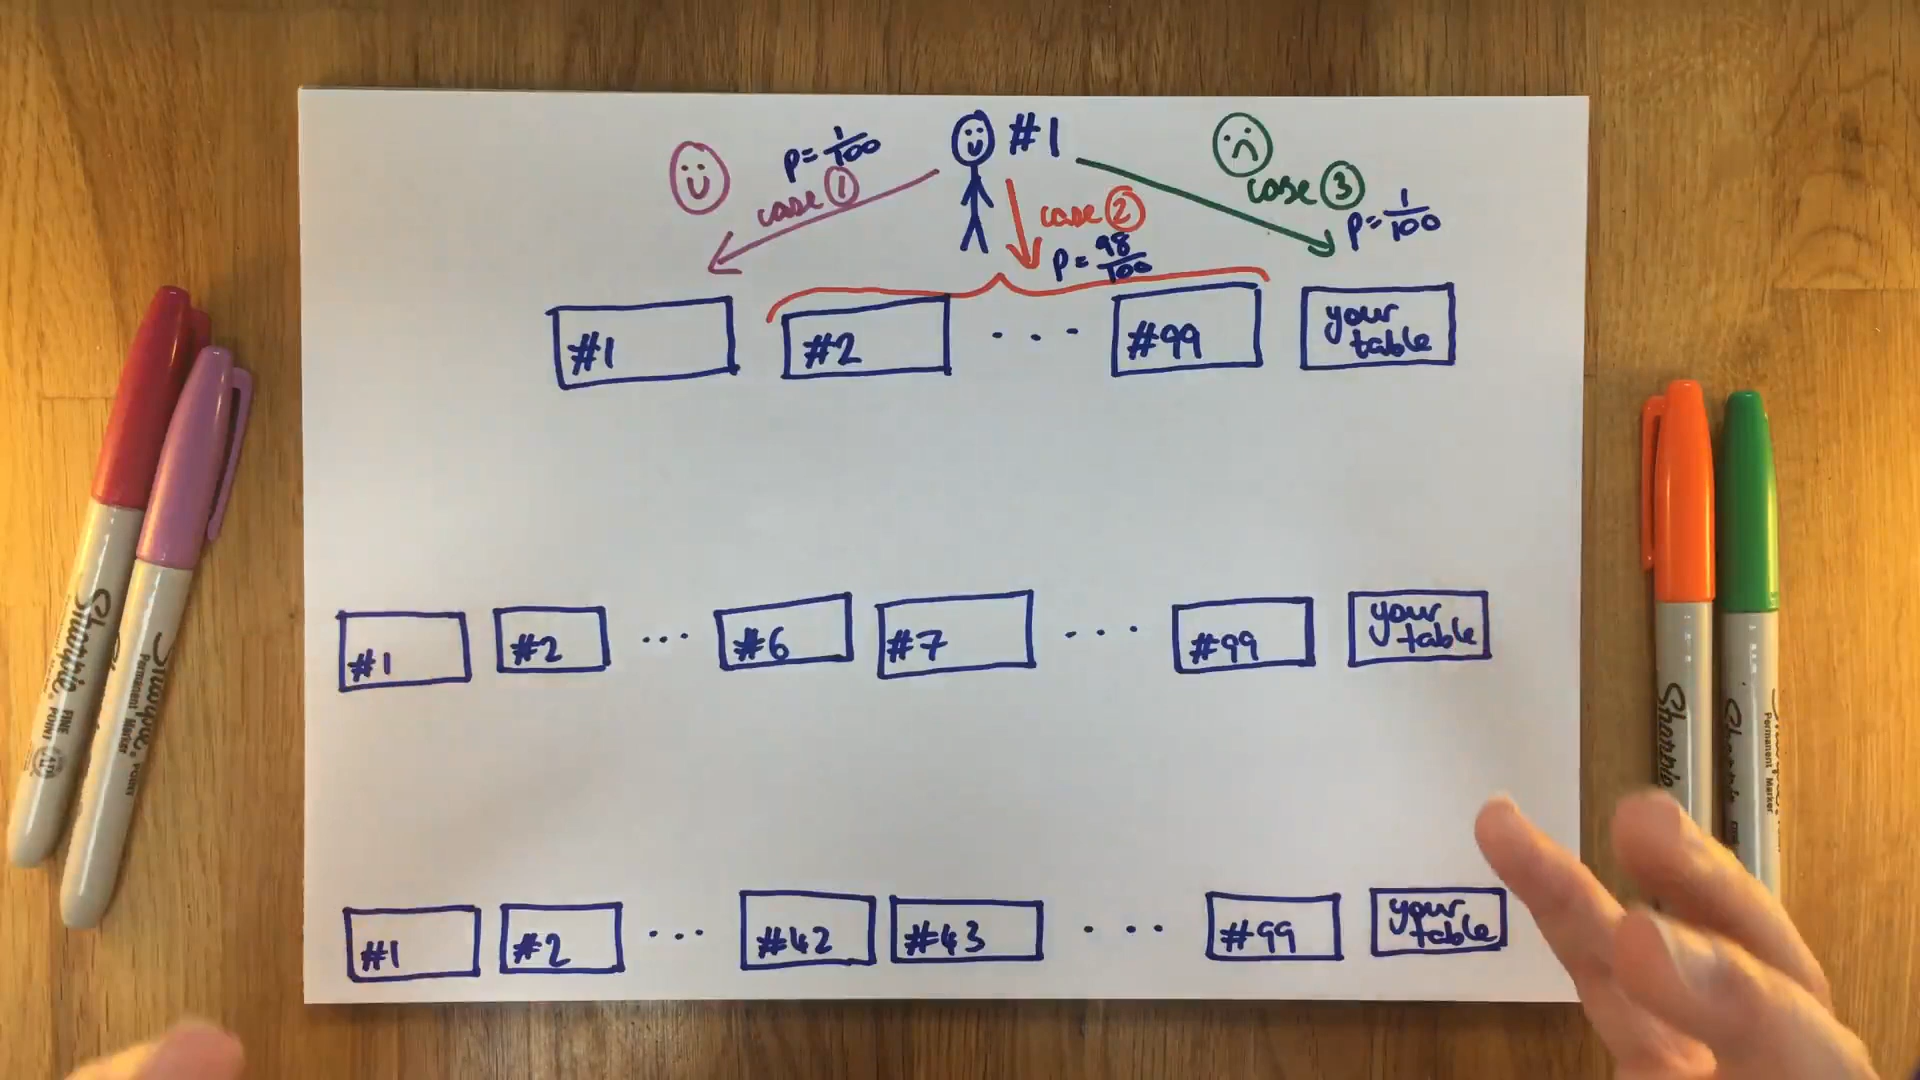 #1
p=1/100
case 1
case 2
p=98/100
case 3
p=1/100
#1
#2
...
#99
your
table
#1
#2
...
#6
#7
...
#99
your
table
#1
#2
...
#42
#43
...
#99
your
table
Sharpie
FINE
POINT
Sharpie
Permanent Marker
Sharpie
Sharpie
Permanent Marker